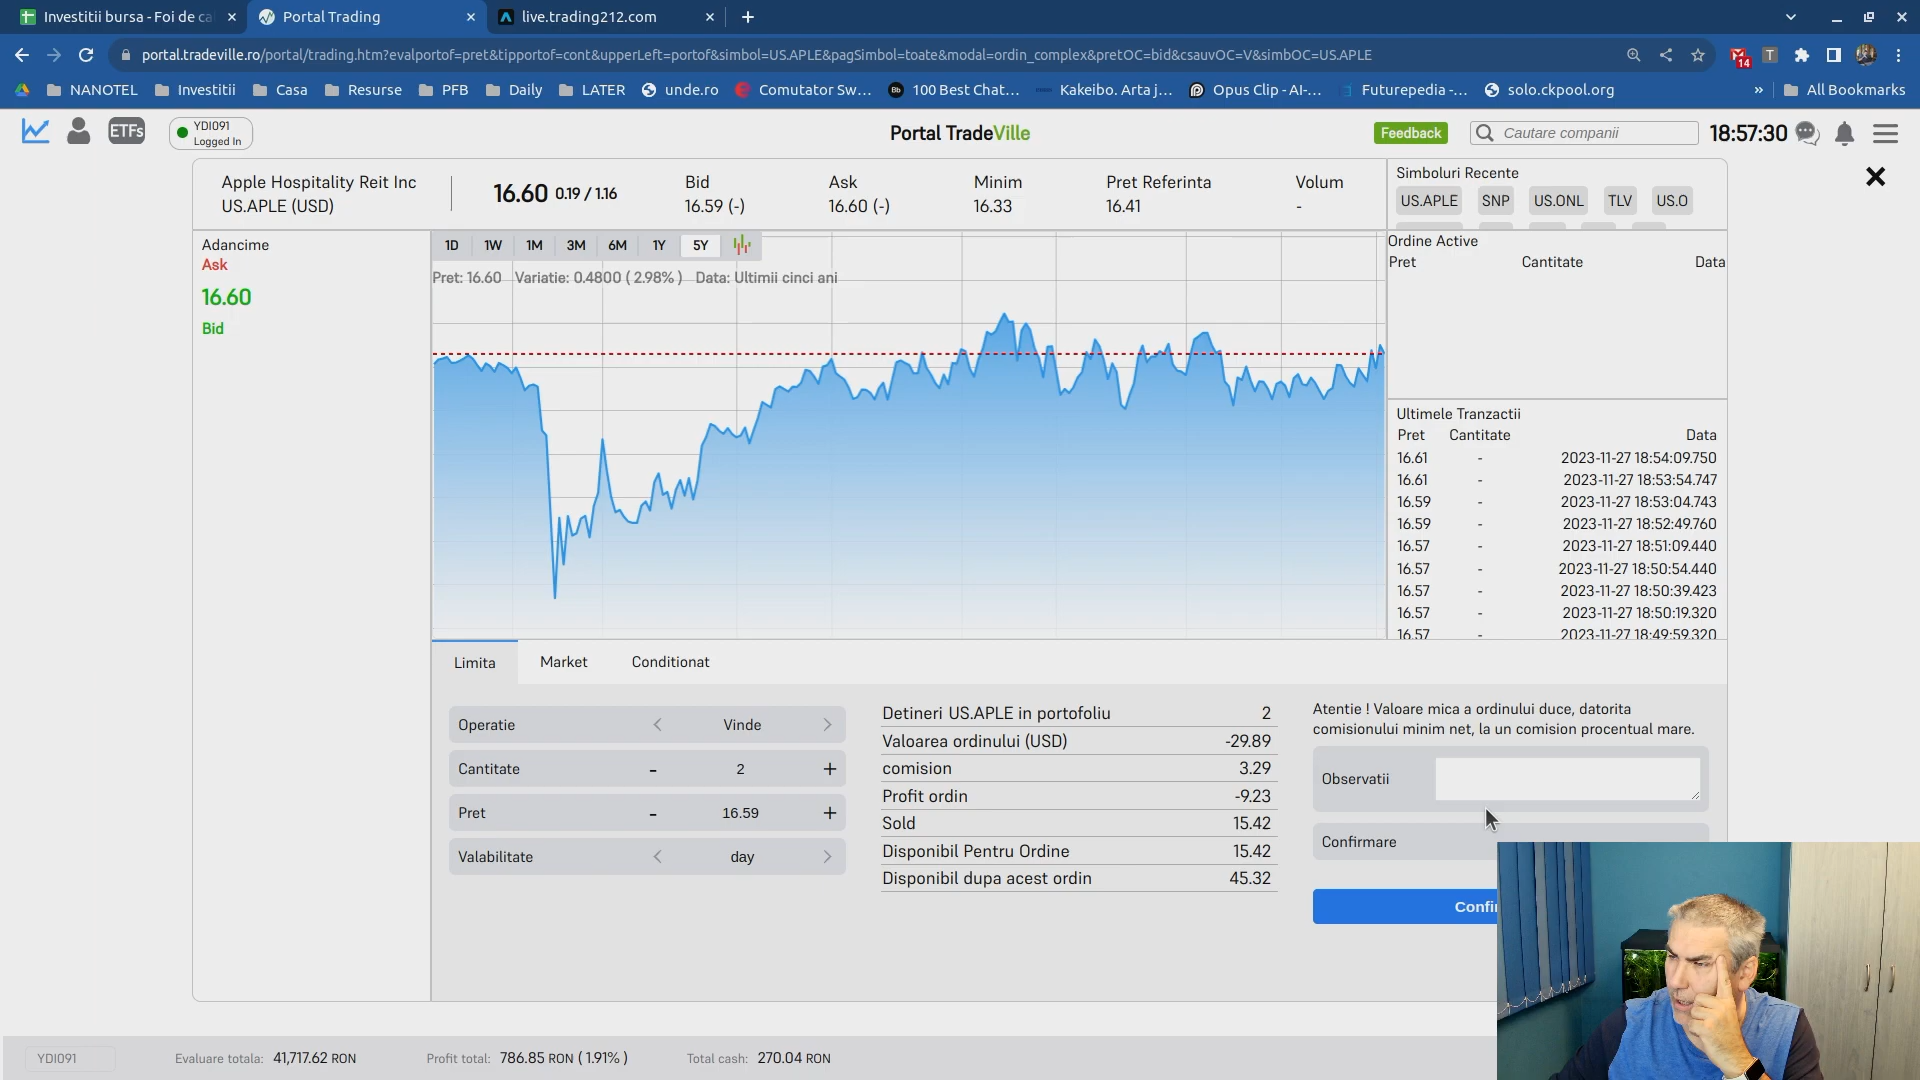 Investitii bursa - Foi de ca
Portal Trading
live.trading212.com
portal.tradeville.ro/portal/trading.htm?evalportof=pret&tipportof=cont&upperLeft=portof&simbol=US.APLE&pagSimbol=toate&modal=ordin_complex&pretOC=bid&csauvOC=V&simbOC=US.APLE
14
T
NANOTEL
Investitii
Casa
Resurse
PFB
Daily
LATER
unde.ro
Comutator Sw...
Bb
100 Best Chat...
Kakeibo. Arta j...
Opus Clip - AI-...
Futurepedia -...
solo.ckpool.org
»
All Bookmarks
ETFs
YDI091
Logged In
Portal TradeVille
Feedback
Cautare companii
18:57:30
Apple Hospitality Reit Inc
US.APLE (USD)
16.60 0.19 / 1.16
Bid
16.59 (-)
Ask
16.60 (-)
Minim
16.33
Pret Referinta
16.41
Volum
-
Simboluri Recente
US.APLE
SNP
US.ONL
TLV
US.O
Adancime
Ask
16.60
Bid
1D
1W
1M
3M
6M
1Y
5Y
Pret: 16.60 Variatie: 0.4800 ( 2.98% ) Data: Ultimii cinci ani
Ordine Active
Pret Cantitate Data
Ultimele Tranzactii
Pret Cantitate Data
16.61 - 2023-11-27 18:54:09.750
16.61 - 2023-11-27 18:53:54.747
16.59 - 2023-11-27 18:53:04.743
16.59 - 2023-11-27 18:52:49.760
16.57 - 2023-11-27 18:51:09.440
16.57 - 2023-11-27 18:50:54.440
16.57 - 2023-11-27 18:50:39.423
16.57 - 2023-11-27 18:50:19.320
16.57 - 2023-11-27 18:49:59.320
Limita
Market
Conditionat
Operatie < Vinde >
Cantitate - 2 +
Pret - 16.59 +
Valabilitate < day >
Detineri US.APLE in portofoliu 2
Valoarea ordinului (USD) -29.89
comision 3.29
Profit ordin -9.23
Sold 15.42
Disponibil Pentru Ordine 15.42
Disponibil dupa acest ordin 45.32
Atentie ! Valoare mica a ordinului duce, datorita
comisionului minim net, la un comision procentual mare.
Observatii
Confirmare
Confi
YDI091
Evaluare totala: 41,717.62 RON
Profit total: 786.85 RON ( 1.91% )
Total cash: 270.04 RON